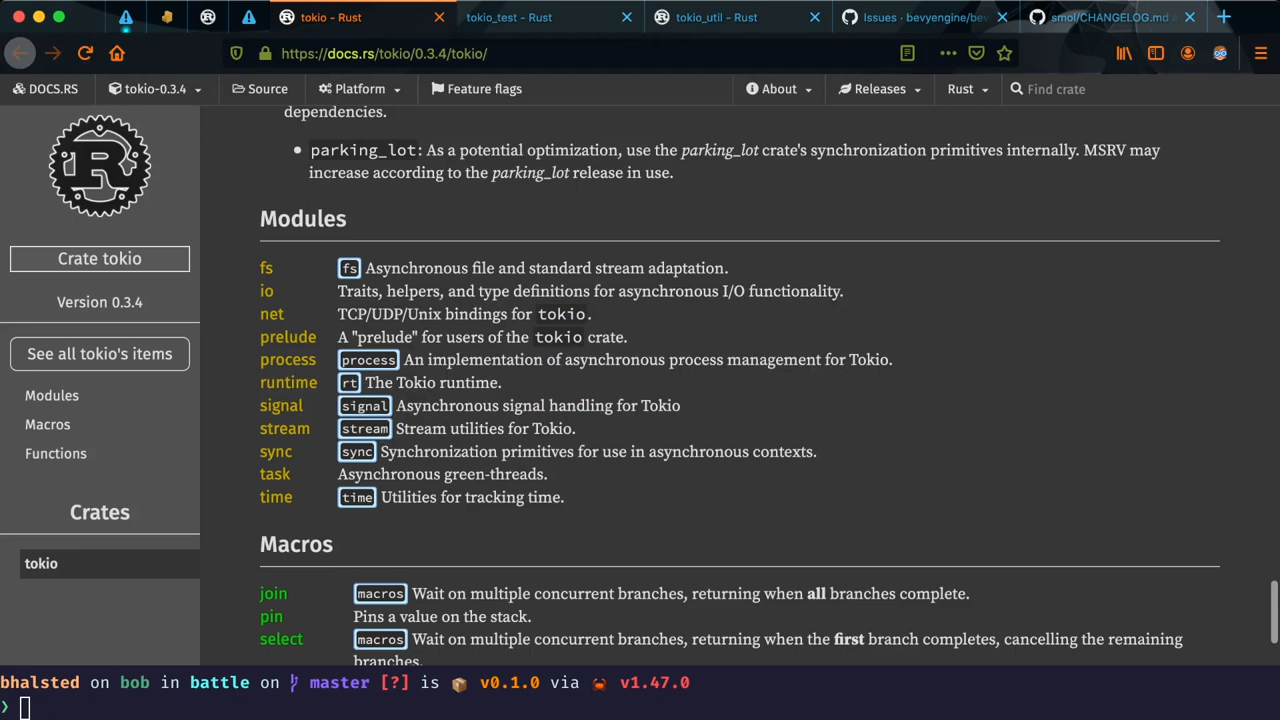 tokio - Rust
tokio_test - Rust
tokio_util - Rust
Issues · bevyengine/bev
smol/CHANGELOG.md a
https://docs.rs/tokio/0.3.4/tokio/
DOCS.RS
tokio-0.3.4
Source
Platform
Feature flags
About
Releases
Rust
Find crate
dependencies.
parking_lot: As a potential optimization, use the parking_lot crate's synchronization primitives internally. MSRV may
increase according to the parking_lot release in use.
Crate tokio
Version 0.3.4
See all tokio's items
Modules
Macros
Functions
Crates
tokio
Modules
fs fs Asynchronous file and standard stream adaptation.
io Traits, helpers, and type definitions for asynchronous I/O functionality.
net TCP/UDP/Unix bindings for tokio.
prelude A "prelude" for users of the tokio crate.
process process An implementation of asynchronous process management for Tokio.
runtime rt The Tokio runtime.
signal signal Asynchronous signal handling for Tokio
stream stream Stream utilities for Tokio.
sync sync Synchronization primitives for use in asynchronous contexts.
task Asynchronous green-threads.
time time Utilities for tracking time.
Macros
join macros Wait on multiple concurrent branches, returning when all branches complete.
pin Pins a value on the stack.
select macros Wait on multiple concurrent branches, returning when the first branch completes, cancelling the remaining
branches.
bhalsted on bob in battle on master [?] is 📦 v0.1.0 via 🦀 v1.47.0
❯